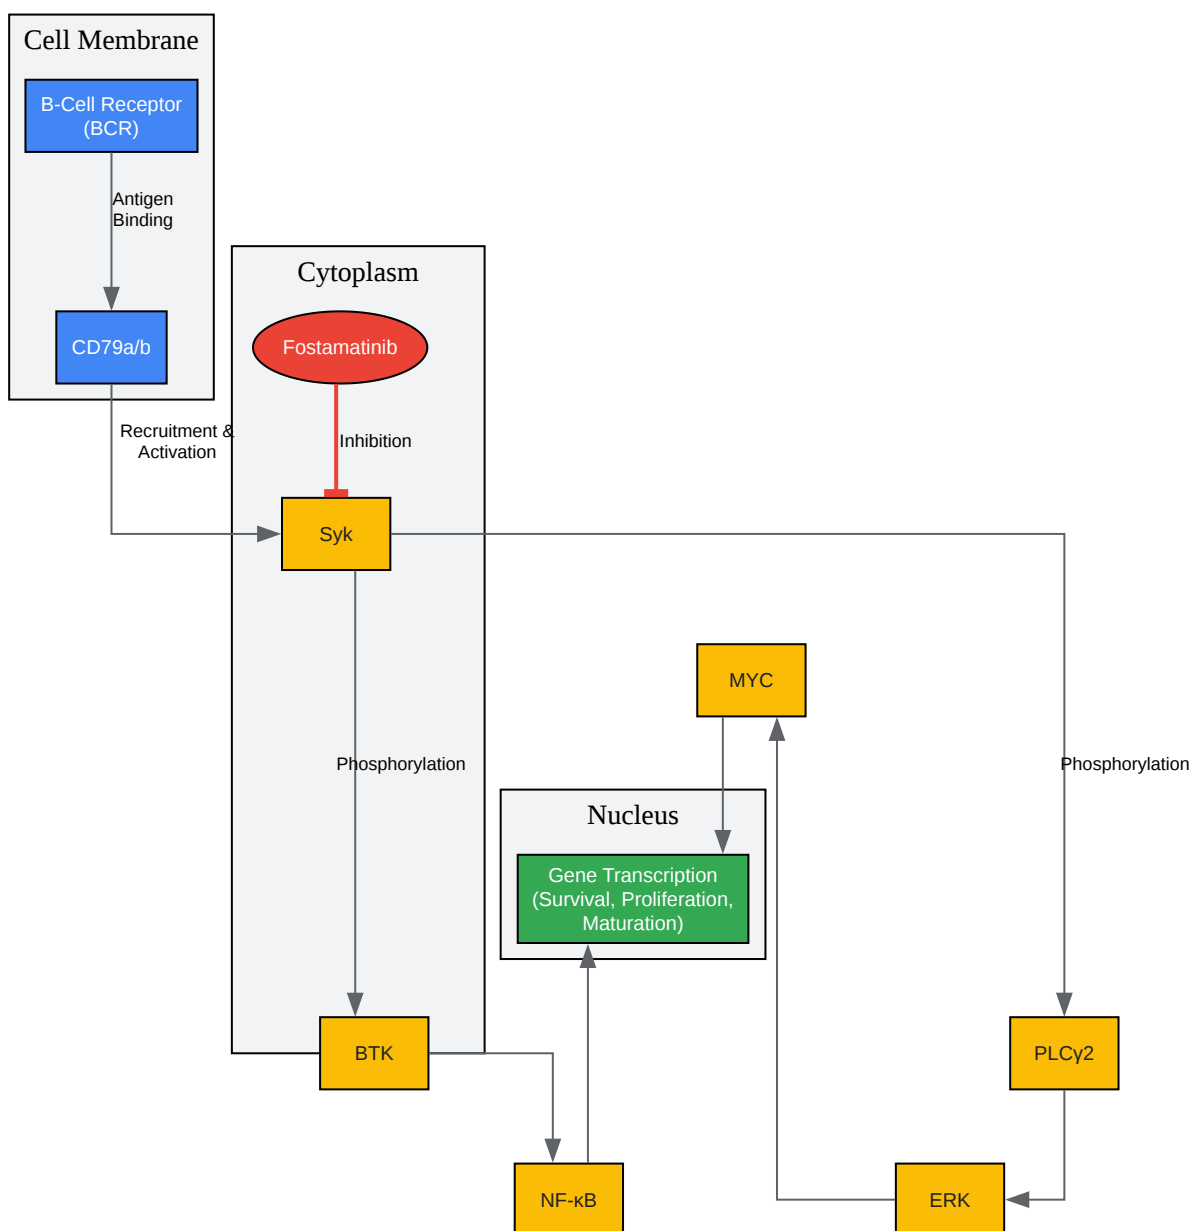 Cell Membrane
B-Cell Receptor
(BCR)
Antigen
Binding
CD79a/b
Recruitment &
Activation
Cytoplasm
Fostamatinib
Inhibition
Syk
Phosphorylation
BTK
MYC
Nucleus
Gene Transcription
(Survival, Proliferation,
Maturation)
Phosphorylation
PLCγ2
NF-κB
ERK